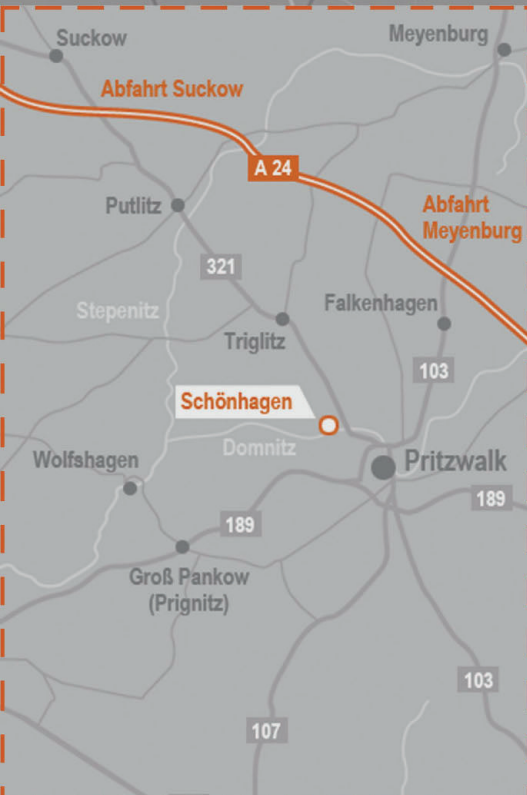 Suckow
Meyenburg
Abfahrt Suckow
A 24
Putlitz
Abfahrt
Meyenburg
321
Stepenitz
Falkenhagen
Triglitz
103
Schönhagen
Domnitz
Wolfshagen
Pritzwalk
189
189
Groß Pankow
(Prignitz)
103
107